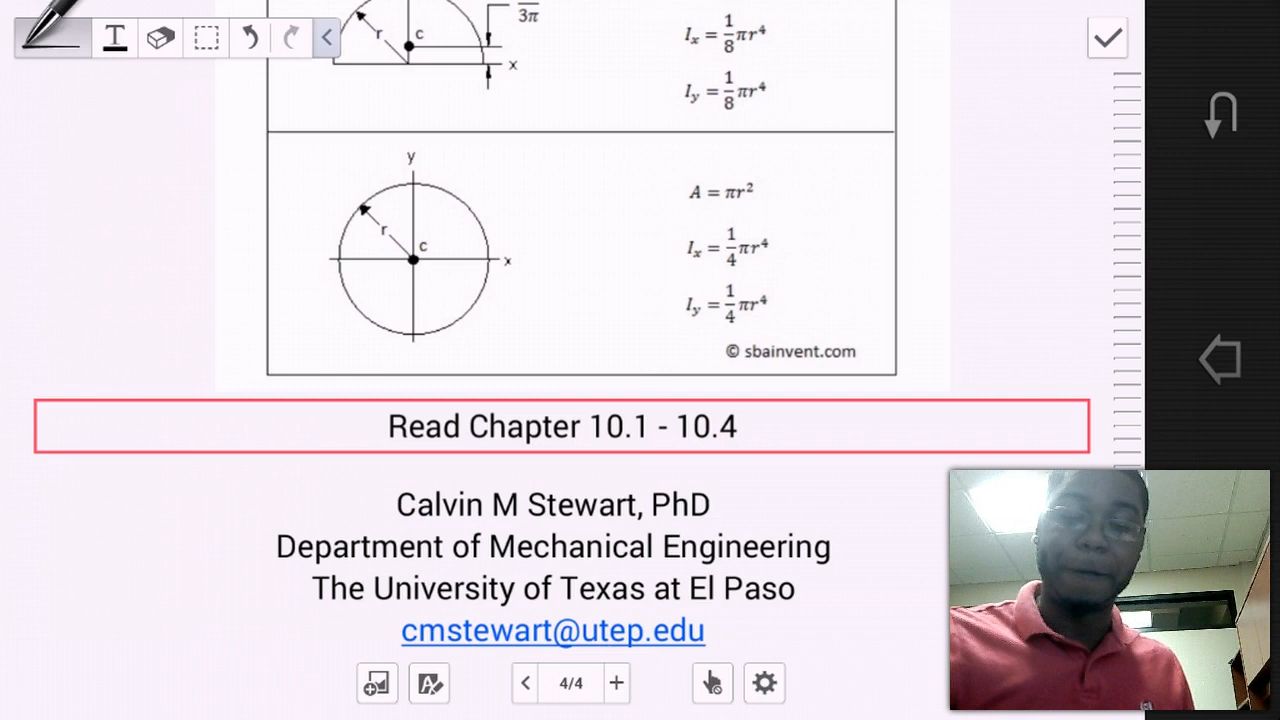 T
3π
r
c
x
Iₓ = 1/8 πr⁴
I_y = 1/8 πr⁴
y
A = πr²
r
c
x
Iₓ = 1/4 πr⁴
I_y = 1/4 πr⁴
© sbainvent.com
Read Chapter 10.1 - 10.4
Calvin M Stewart, PhD
Department of Mechanical Engineering
The University of Texas at El Paso
cmstewart@utep.edu
4/4